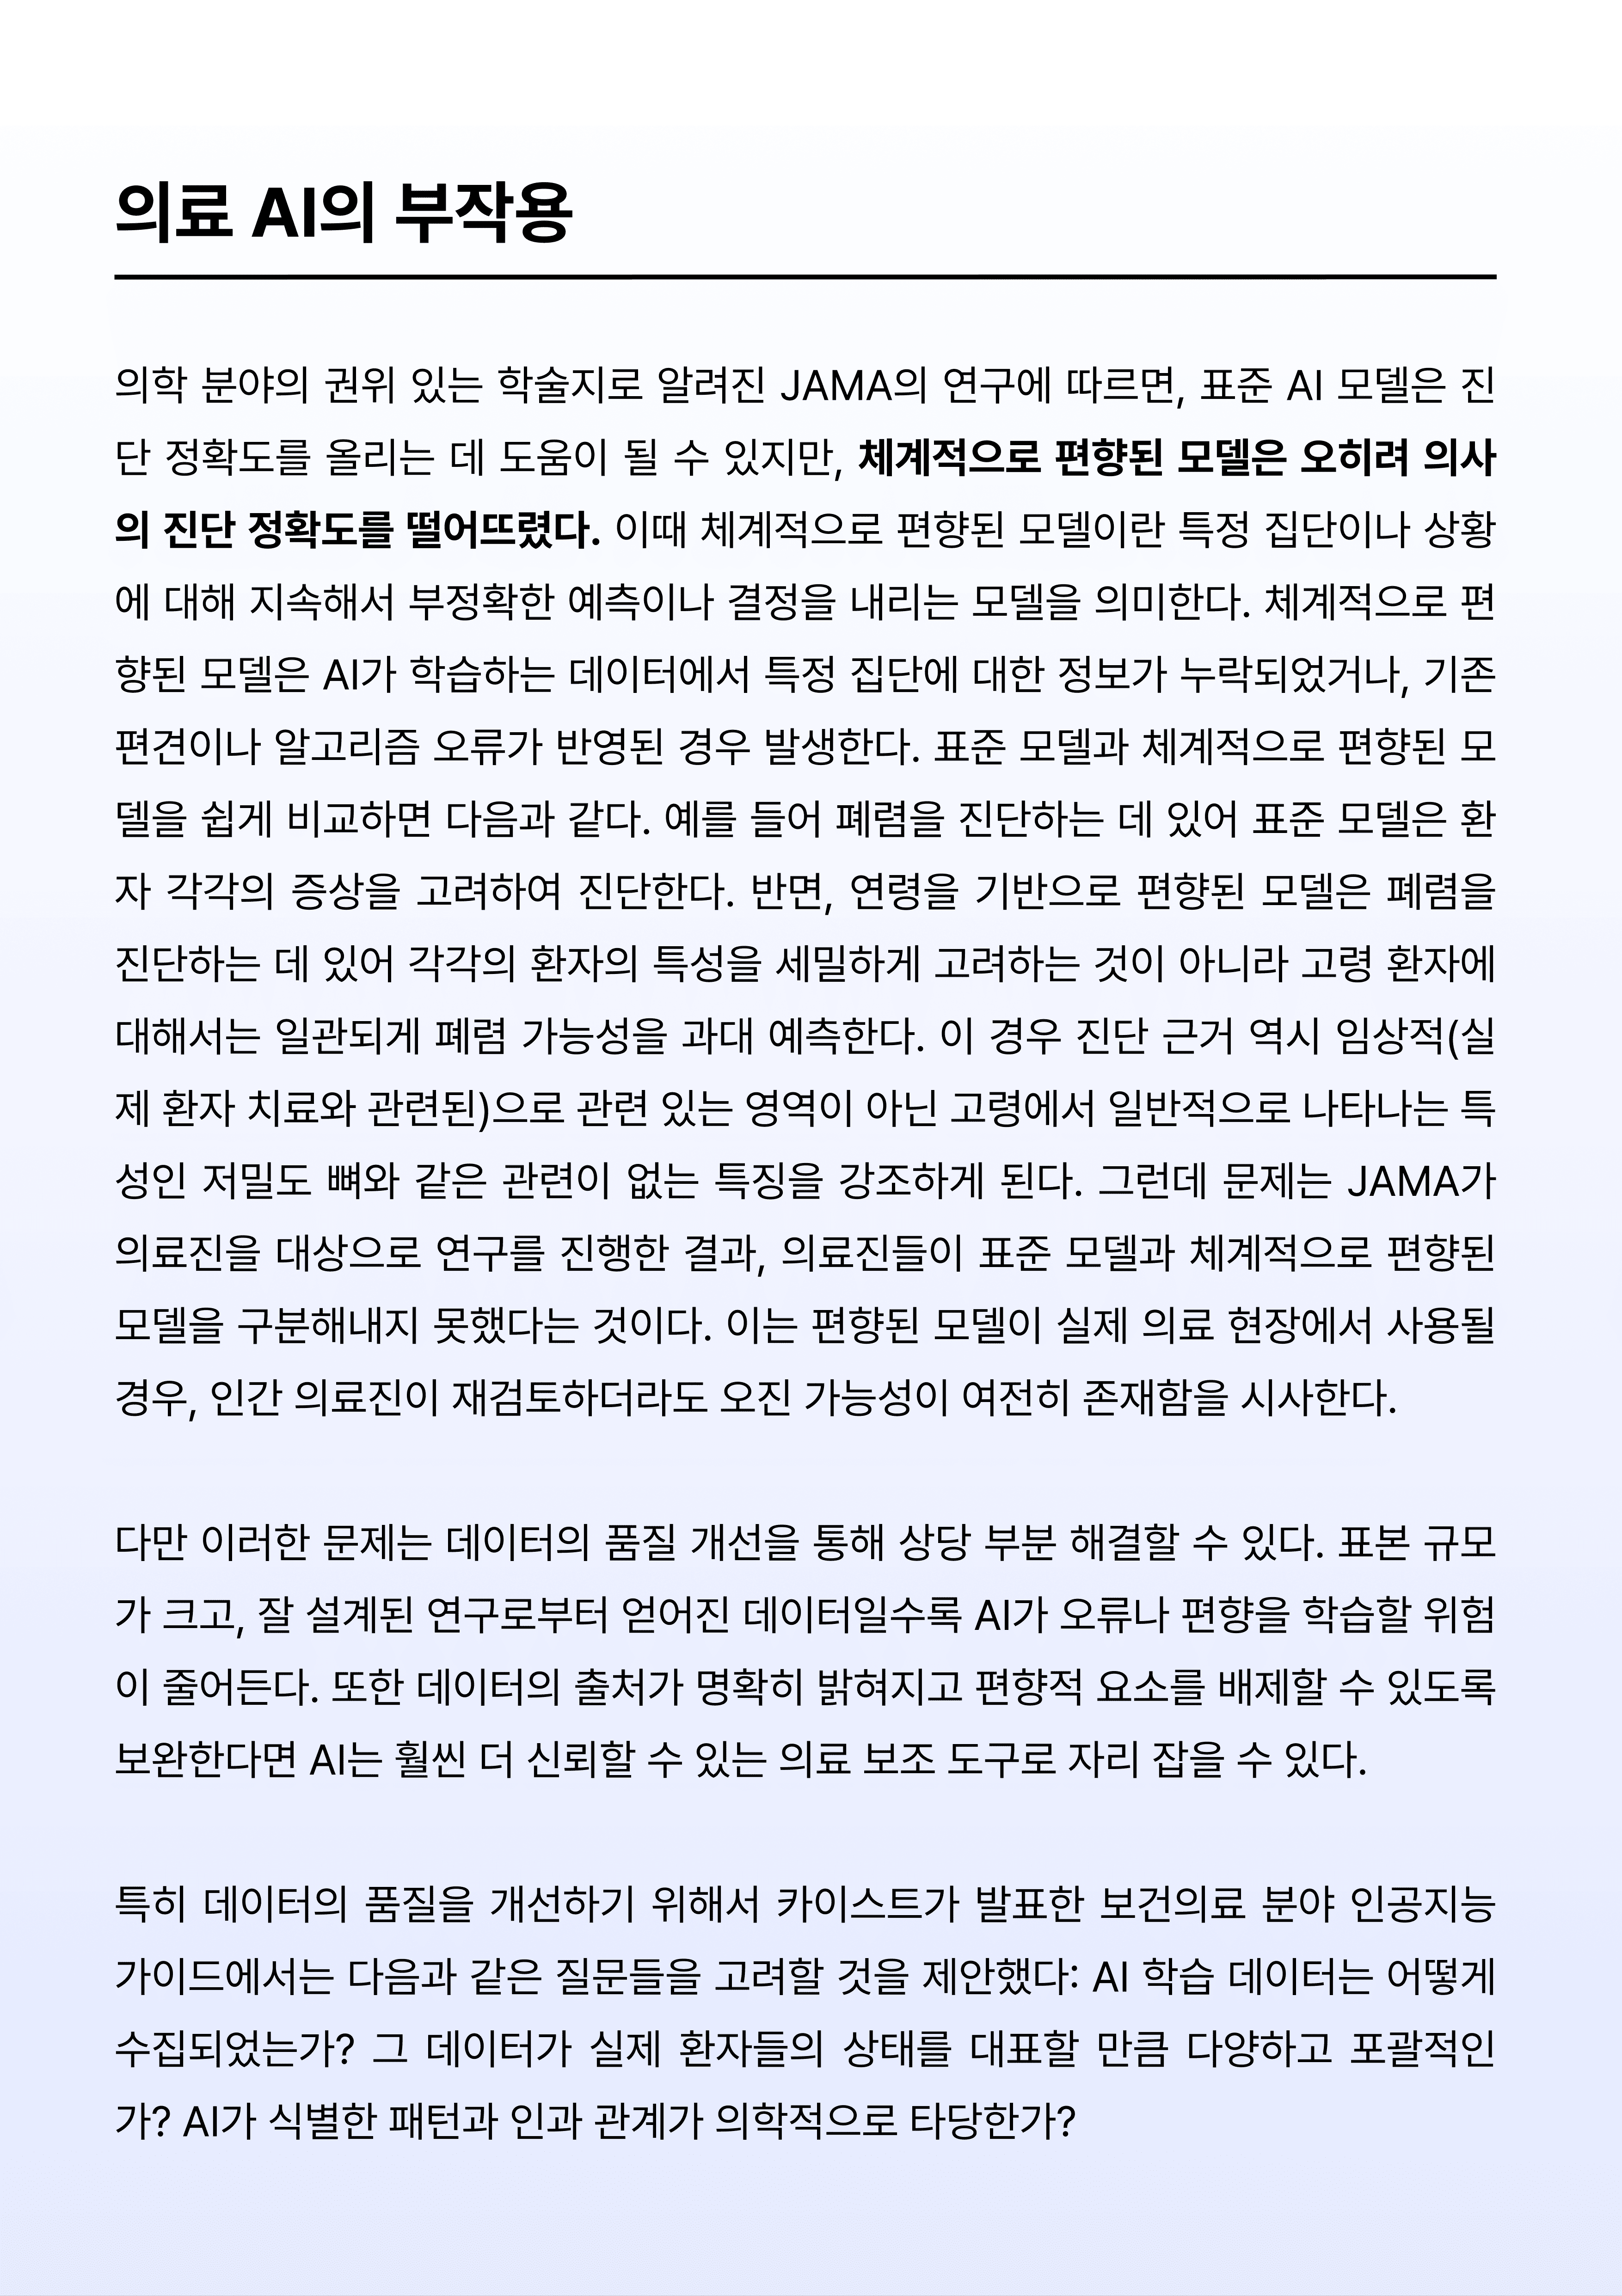 의료 AI의 부작용
의학 분야의 권위 있는 학술지로 알려진 JAMA의 연구에 따르면, 표준 AI 모델은 진
단 정확도를 올리는 데 도움이 될 수 있지만, 체계적으로 편향된 모델은 오히려 의사
의 진단 정확도를 떨어뜨렸다. 이때 체계적으로 편향된 모델이란 특정 집단이나 상황
에 대해 지속해서 부정확한 예측이나 결정을 내리는 모델을 의미한다. 체계적으로 편
향된 모델은 AI가 학습하는 데이터에서 특정 집단에 대한 정보가 누락되었거나, 기존
편견이나 알고리즘 오류가 반영된 경우 발생한다. 표준 모델과 체계적으로 편향된 모
델을 쉽게 비교하면 다음과 같다. 예를 들어 폐렴을 진단하는 데 있어 표준 모델은 환
자 각각의 증상을 고려하여 진단한다. 반면, 연령을 기반으로 편향된 모델은 폐렴을
진단하는 데 있어 각각의 환자의 특성을 세밀하게 고려하는 것이 아니라 고령 환자에
대해서는 일관되게 폐렴 가능성을 과대 예측한다. 이 경우 진단 근거 역시 임상적(실
제 환자 치료와 관련된)으로 관련 있는 영역이 아닌 고령에서 일반적으로 나타나는 특
성인 저밀도 뼈와 같은 관련이 없는 특징을 강조하게 된다. 그런데 문제는 JAMA가
의료진을 대상으로 연구를 진행한 결과, 의료진들이 표준 모델과 체계적으로 편향된
모델을 구분해내지 못했다는 것이다. 이는 편향된 모델이 실제 의료 현장에서 사용될
경우, 인간 의료진이 재검토하더라도 오진 가능성이 여전히 존재함을 시사한다.
다만 이러한 문제는 데이터의 품질 개선을 통해 상당 부분 해결할 수 있다. 표본 규모
가 크고, 잘 설계된 연구로부터 얻어진 데이터일수록 AI가 오류나 편향을 학습할 위험
이 줄어든다. 또한 데이터의 출처가 명확히 밝혀지고 편향적 요소를 배제할 수 있도록
보완한다면 AI는 훨씬 더 신뢰할 수 있는 의료 보조 도구로 자리 잡을 수 있다.
특히 데이터의 품질을 개선하기 위해서 카이스트가 발표한 보건의료 분야 인공지능
가이드에서는 다음과 같은 질문들을 고려할 것을 제안했다: AI 학습 데이터는 어떻게
수집되었는가? 그 데이터가 실제 환자들의 상태를 대표할 만큼 다양하고 포괄적인
가? AI가 식별한 패턴과 인과 관계가 의학적으로 타당한가?